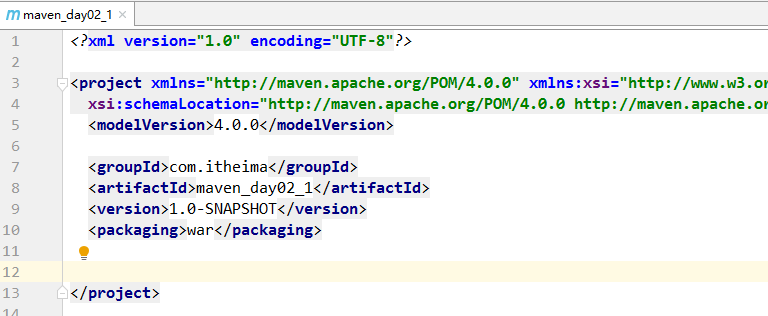 m maven_day02_1 ×
1 <?xml version="1.0" encoding="UTF-8"?>
2
3 <project xmlns="http://maven.apache.org/POM/4.0.0" xmlns:xsi="http://www.w3.or
4 xsi:schemaLocation="http://maven.apache.org/POM/4.0.0 http://maven.apache.or
5 <modelVersion>4.0.0</modelVersion>
6
7 <groupId>com.itheima</groupId>
8 <artifactId>maven_day02_1</artifactId>
9 <version>1.0-SNAPSHOT</version>
10 <packaging>war</packaging>
11
12
13 </project>
14